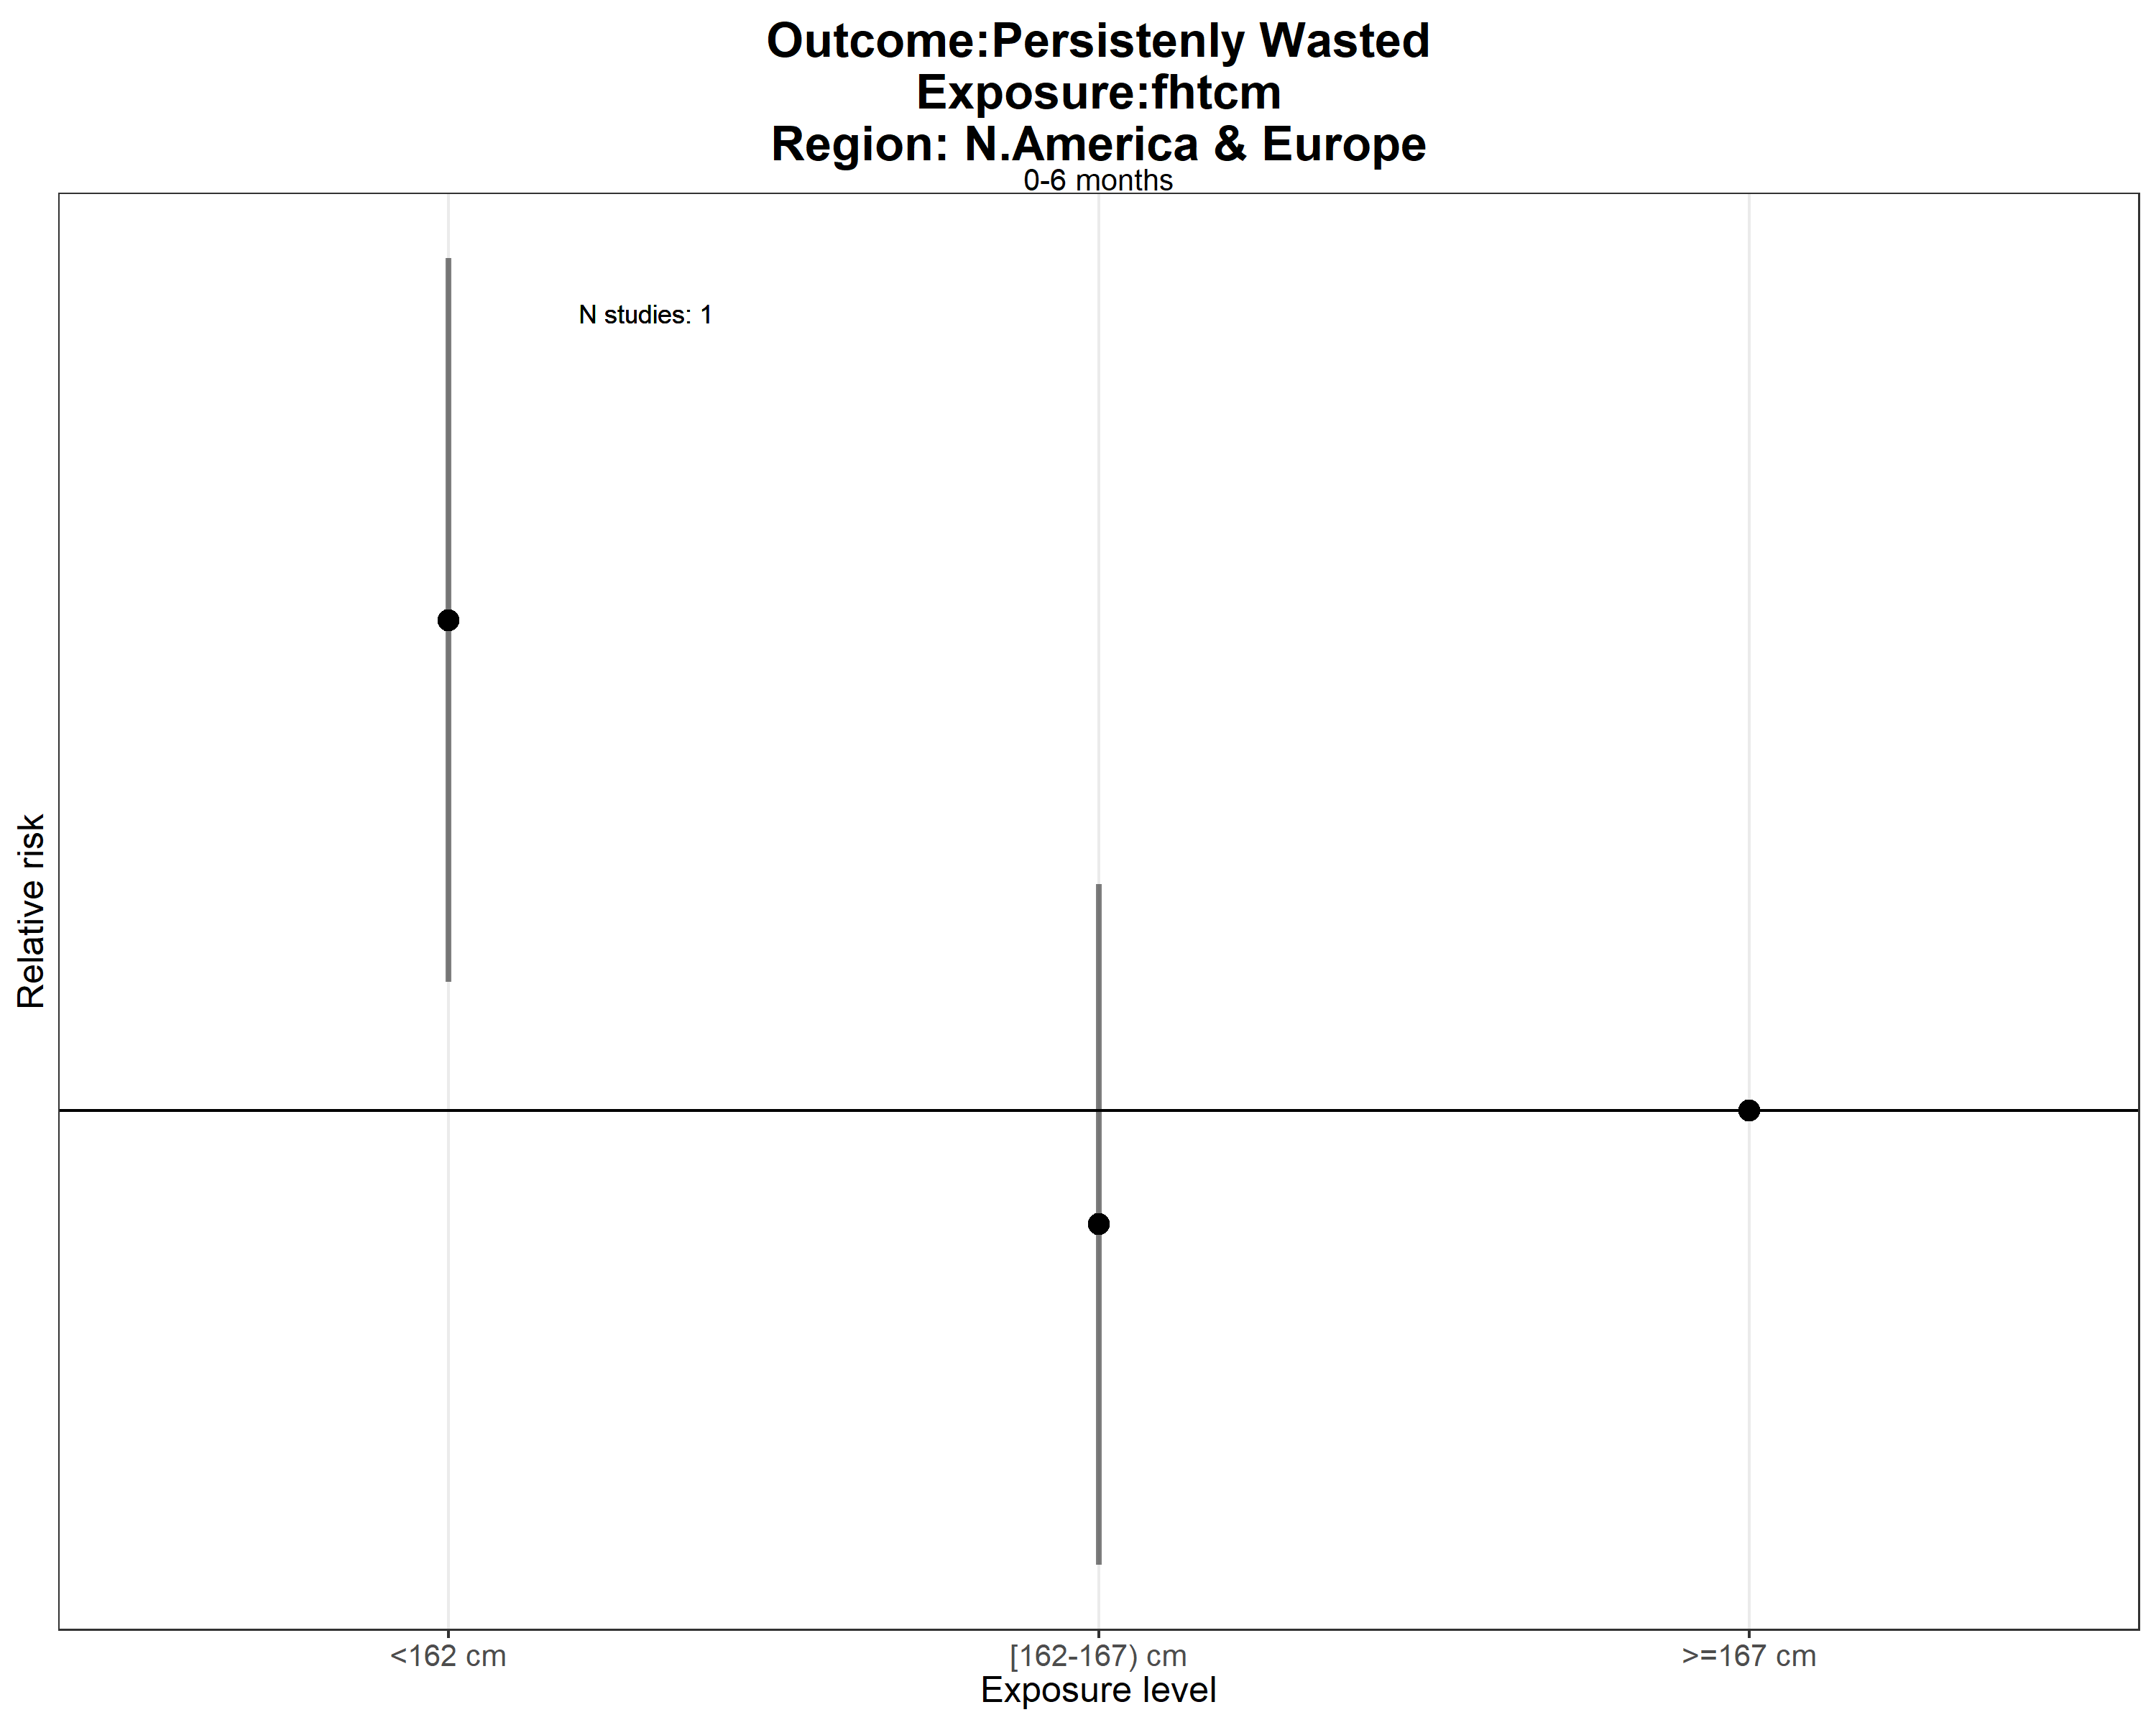 Outcome:Persistenly Wasted
Exposure:fhtcm
Region: N.America & Europe
0-6 months
N studies: 1
Relative risk
<162 cm
[162-167) cm
>=167 cm
Exposure level